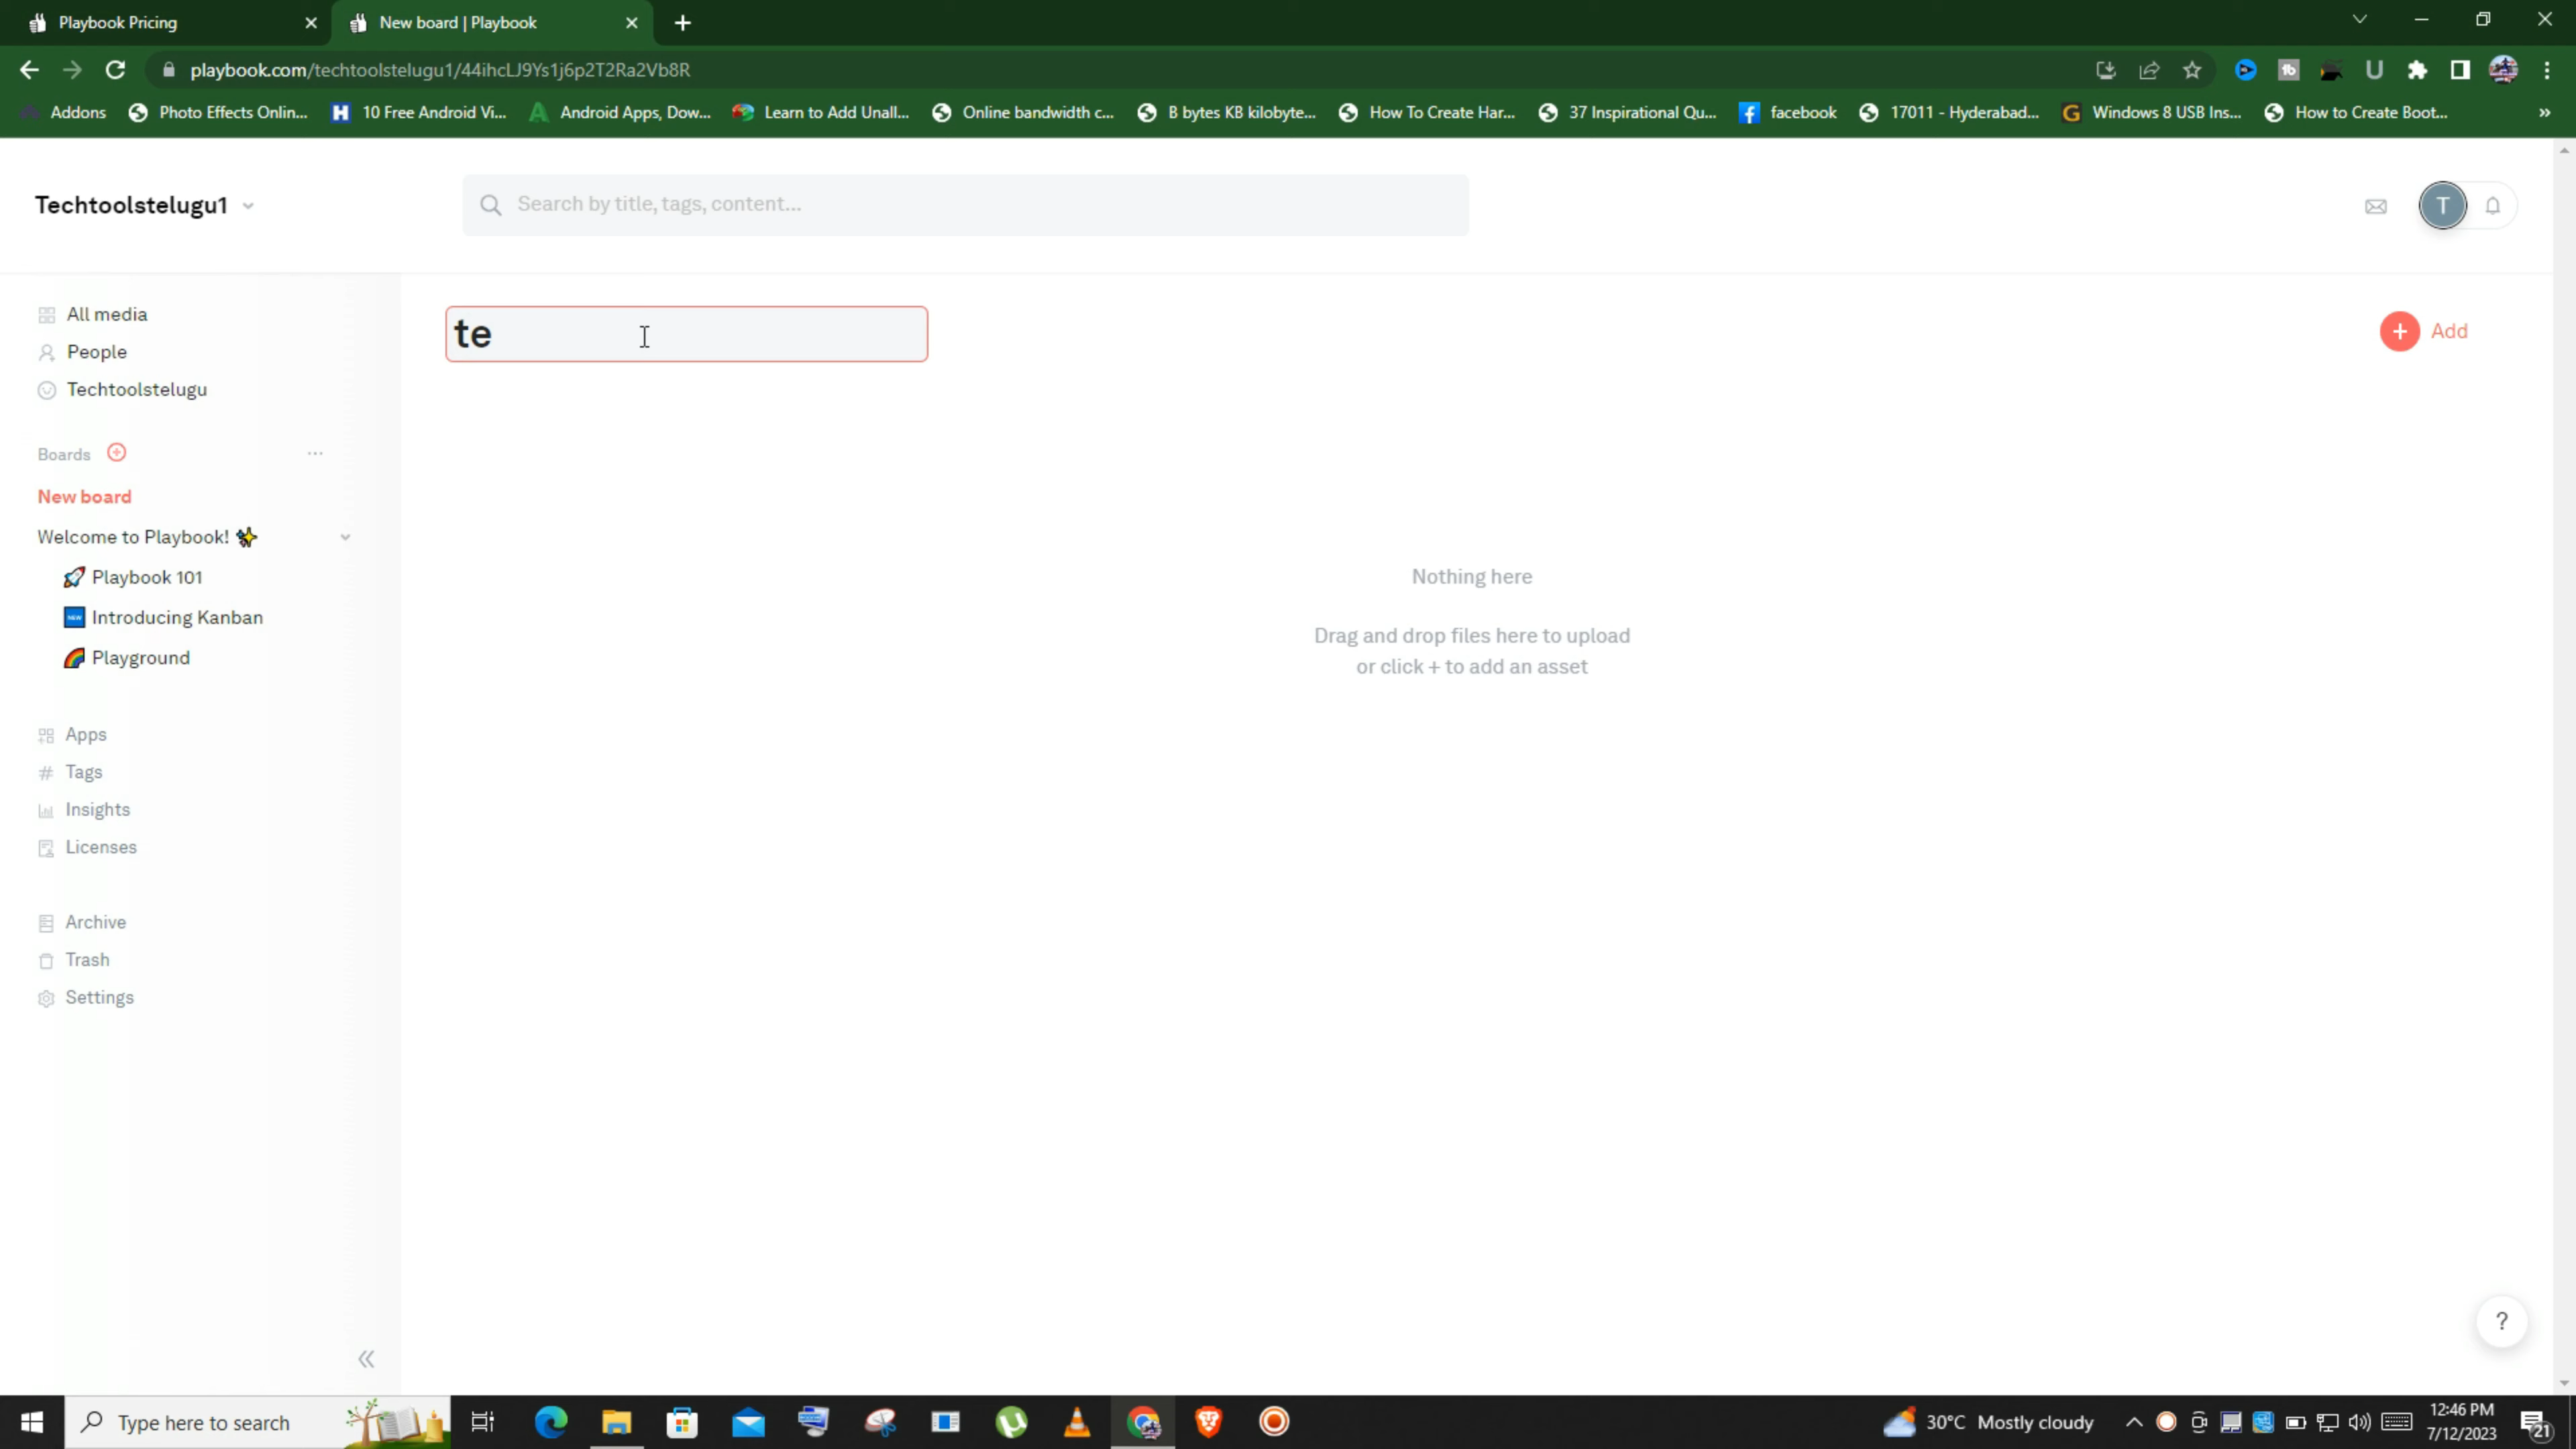 Playbook Pricing
New board | Playbook
playbook.com/techtoolstelugu1/44ihcLJ9Ys1j6p2T2Ra2Vb8R
Addons
Photo Effects Onlin...
10 Free Android Vi...
Android Apps, Dow...
Learn to Add Unall...
Online bandwidth c...
B bytes KB kilobyte...
How To Create Har...
37 Inspirational Qu...
facebook
17011 - Hyderabad...
Windows 8 USB Ins...
How to Create Boot...
Techtoolstelugu1
Search by title, tags, content...
T
All media
People
Techtoolstelugu
Boards
New board
Welcome to Playbook!
Playbook 101
Introducing Kanban
Playground
Apps
Tags
Insights
Licenses
Archive
Trash
Settings
te
Add
Nothing here
Drag and drop files here to upload
or click + to add an asset
?
Type here to search
30°C Mostly cloudy
12:46 PM
7/12/2023
21